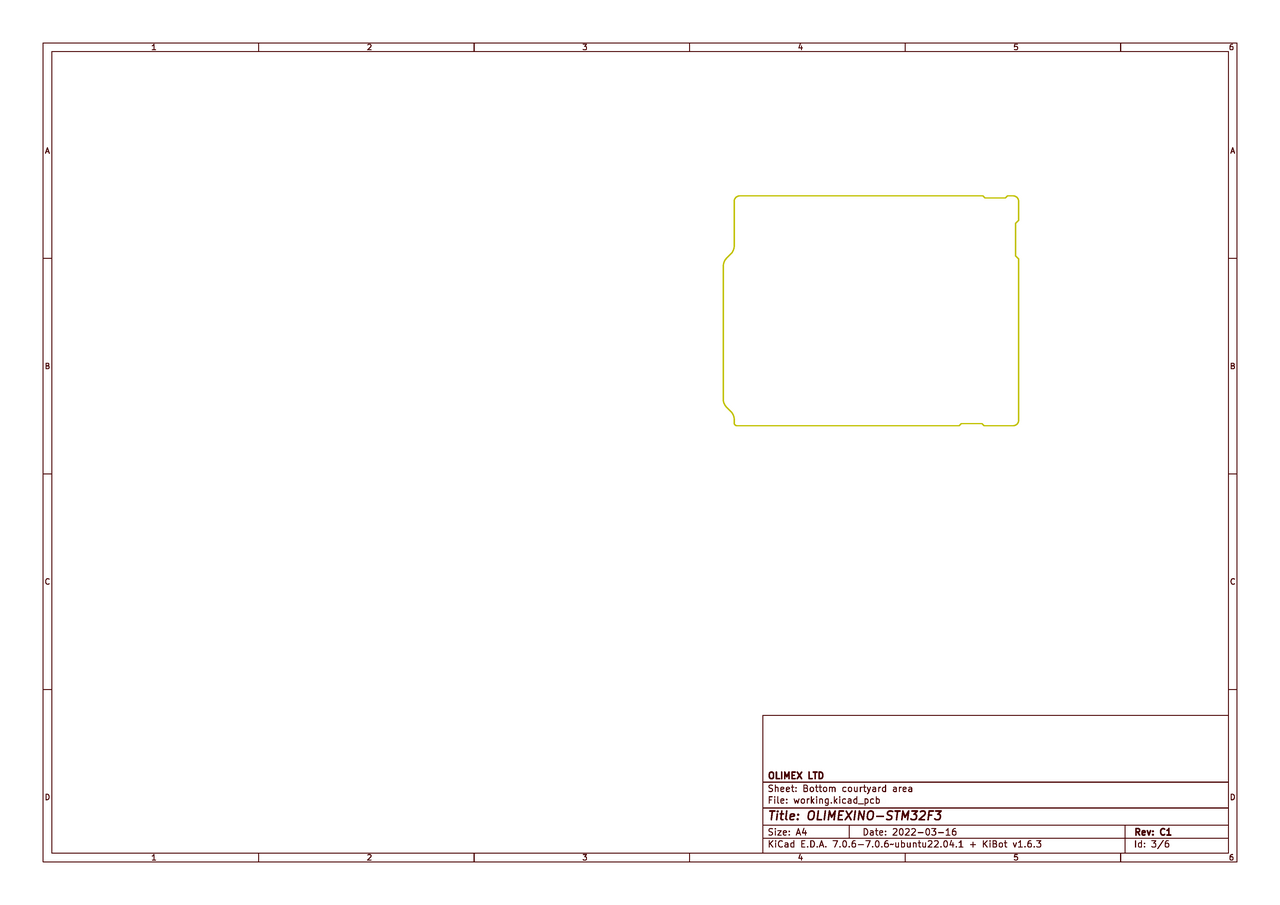 1 2 3 4 5 6
A A
B B
C C
D D
OLIMEX LTD
Sheet: Bottom courtyard area
File: working.kicad_pcb
Title: OLIMEXINO-STM32F3
Size: A4 Date: 2022-03-16 Rev: C1
KiCad E.D.A. 7.0.6-7.0.6~ubuntu22.04.1 + KiBot v1.6.3 Id: 3/6
1 2 3 4 5 6